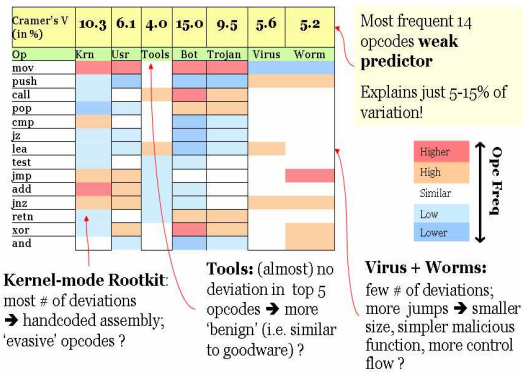 Cramer's V (in %) 10.3 6.1 4.0 15.0 9.5 5.6 5.2
Op Krn Usr Tools Bot Trojan Virus Worm
mov
push
call
pop
cmp
jz
lea
test
jmp
add
jnz
retn
xor
and
Most frequent 14
opcodes weak
predictor
Explains just 5-15% of
variation!
Higher
High
Similar
Low
Lower
Opc Freq
Kernel-mode Rootkit:
most # of deviations
➔ handcoded assembly;
'evasive' opcodes ?
Tools: (almost) no
deviation in top 5
opcodes ➔ more
'benign' (i.e. similar
to goodware) ?
Virus + Worms:
few # of deviations;
more jumps ➔ smaller
size, simpler malicious
function, more control
flow ?